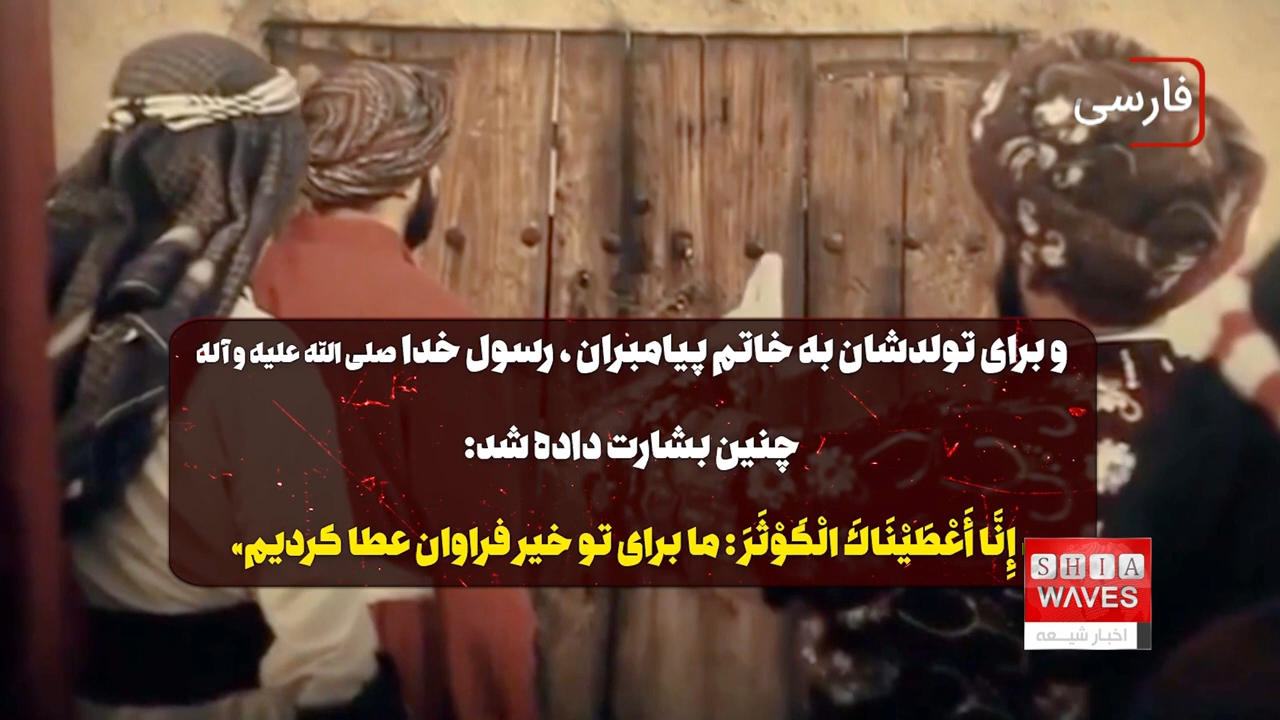 فارسی
و برای تولدشان به خاتم پیامبران ، رسول خدا صلی الله علیه و آله
چنین بشارت داده شد:
إِنَّا أَعْطَيْنَاكَ الْكَوْثَرَ : ما برای تو خیر فراوان عطا کردیم»
SHIA
WAVES
اخبار شیعه